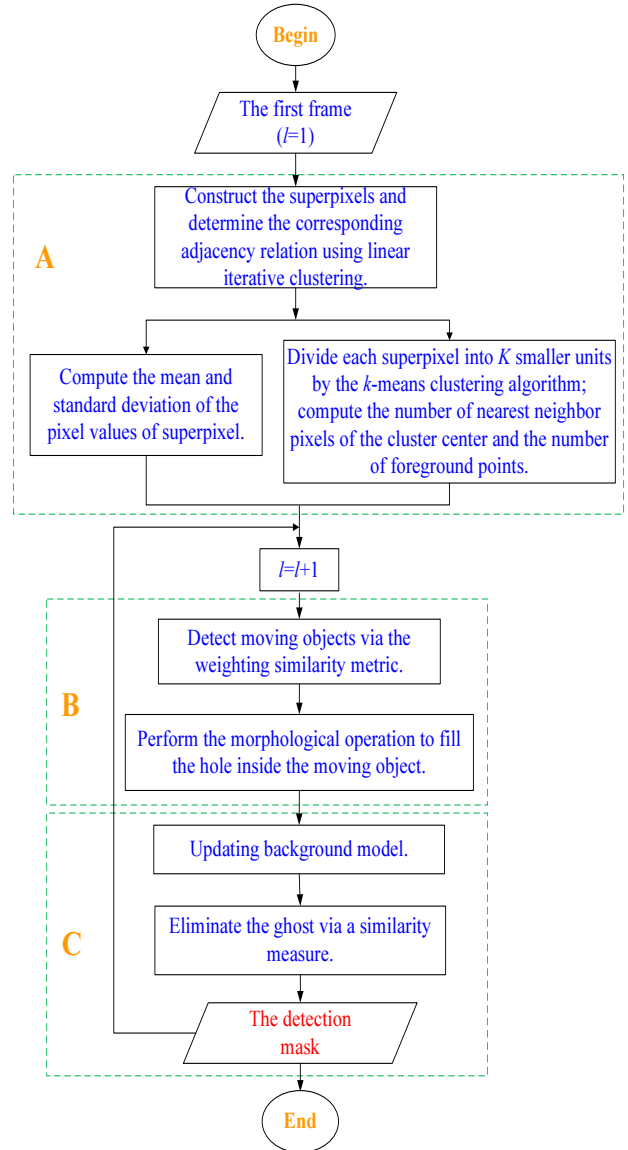 Begin
The first frame
(l=1)
A
Construct the superpixels and
determine the corresponding
adjacency relation using linear
iterative clustering.
Compute the mean and
standard deviation of the
pixel values of superpixel.
Divide each superpixel into K smaller units
by the k-means clustering algorithm;
compute the number of nearest neighbor
pixels of the cluster center and the number
of foreground points.
l=l+1
B
Detect moving objects via the
weighting similarity metric.
Perform the morphological operation to fill
the hole inside the moving object.
C
Updating background model.
Eliminate the ghost via a similarity
measure.
The detection
mask
End